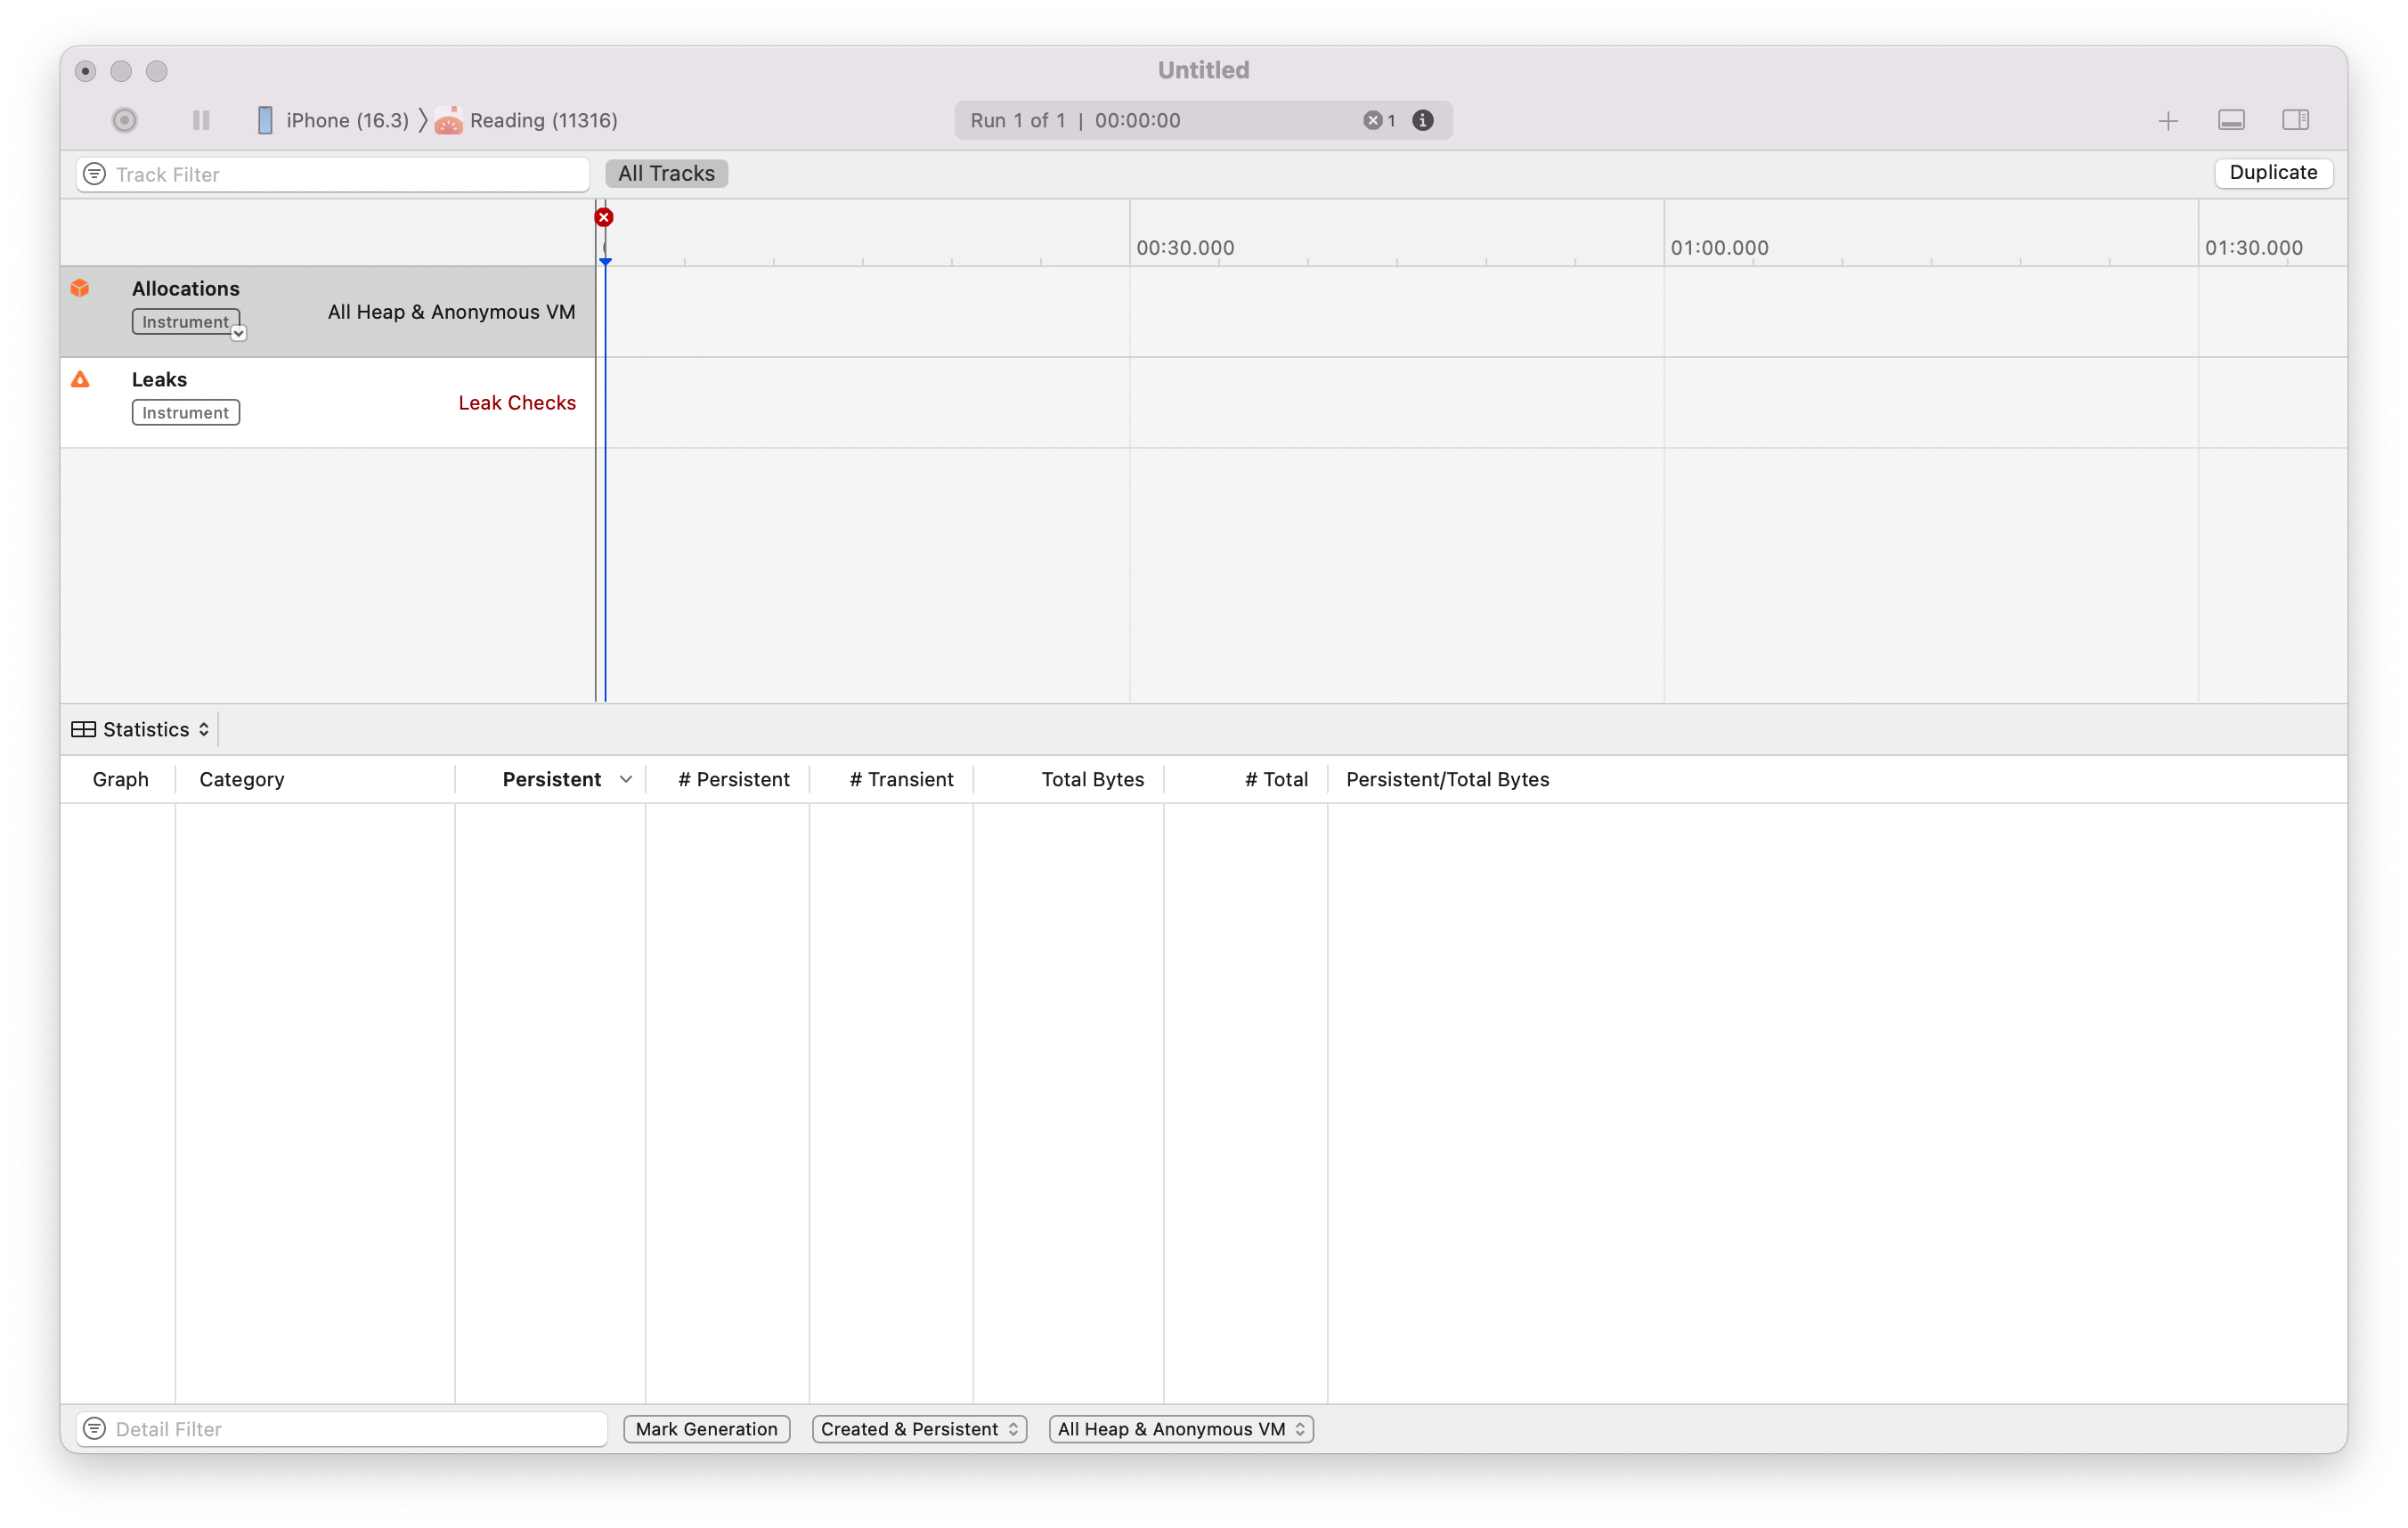 Untitled
iPhone (16.3) Reading (11316)
Run 1 of 1 | 00:00:00 1
Track Filter All Tracks Duplicate
00:30.000 01:00.000 01:30.000
Allocations
Instrument All Heap & Anonymous VM
Leaks
Instrument Leak Checks
Statistics
Graph Category Persistent # Persistent # Transient Total Bytes # Total Persistent/Total Bytes
Detail Filter Mark Generation Created & Persistent All Heap & Anonymous VM